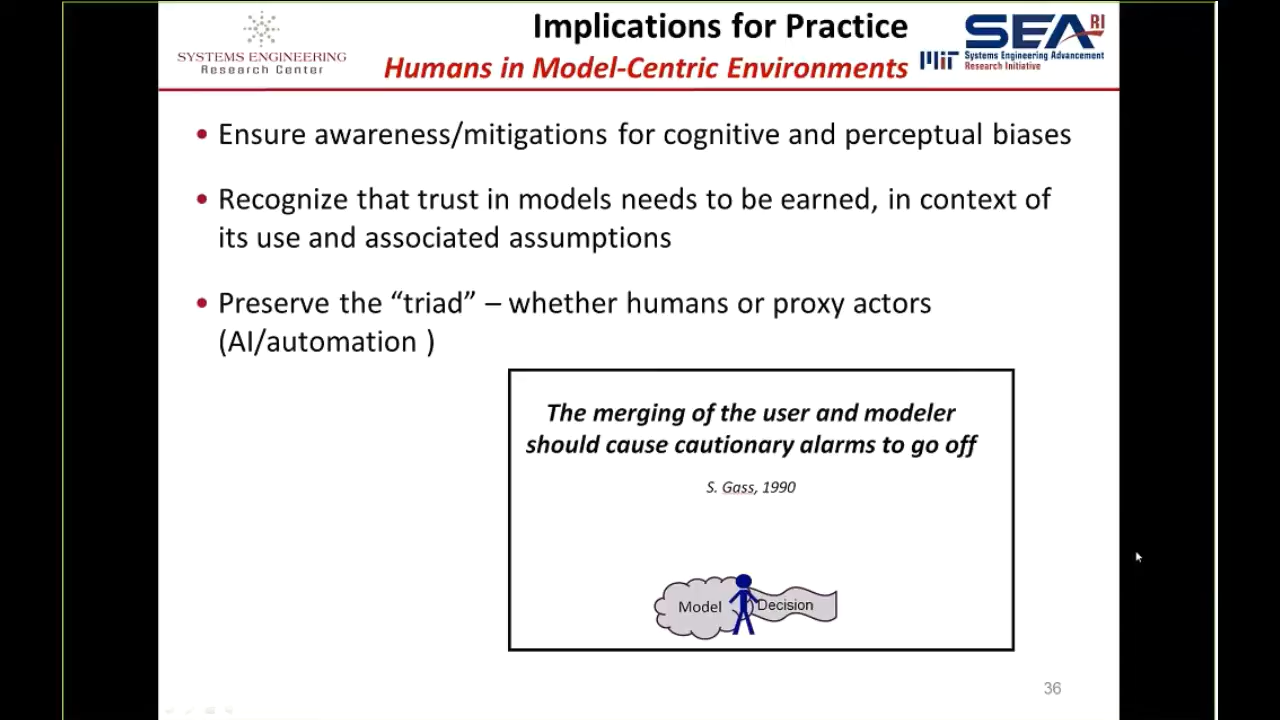 Implications for Practice
Humans in Model-Centric Environments
SYSTEMS ENGINEERING
Research Center
SEA RI
MIT Systems Engineering Advancement
Research Initiative
• Ensure awareness/mitigations for cognitive and perceptual biases
• Recognize that trust in models needs to be earned, in context of
its use and associated assumptions
• Preserve the “triad” – whether humans or proxy actors
(AI/automation )
The merging of the user and modeler
should cause cautionary alarms to go off
S. Gass, 1990
Model Decision
36